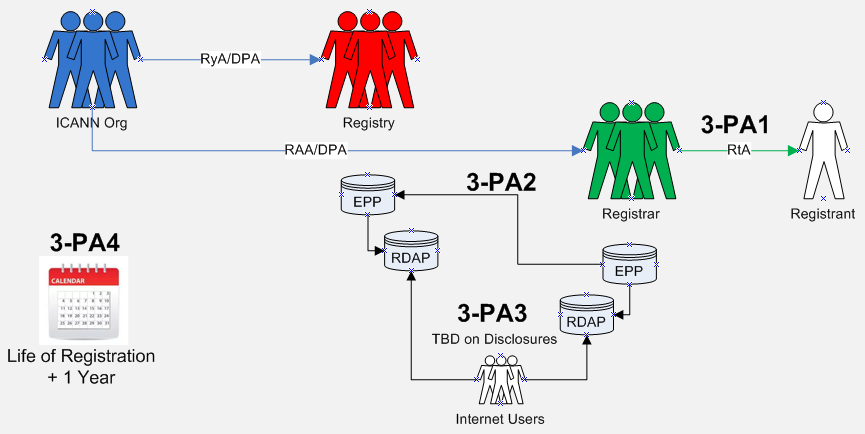 RyA/DPA
ICANN Org
Registry
RAA/DPA
3-PA1
RtA
Registrar
Registrant
3-PA2
EPP
RDAP
EPP
RDAP
3-PA4
CALENDAR
Life of Registration
+ 1 Year
3-PA3
TBD on Disclosures
Internet Users